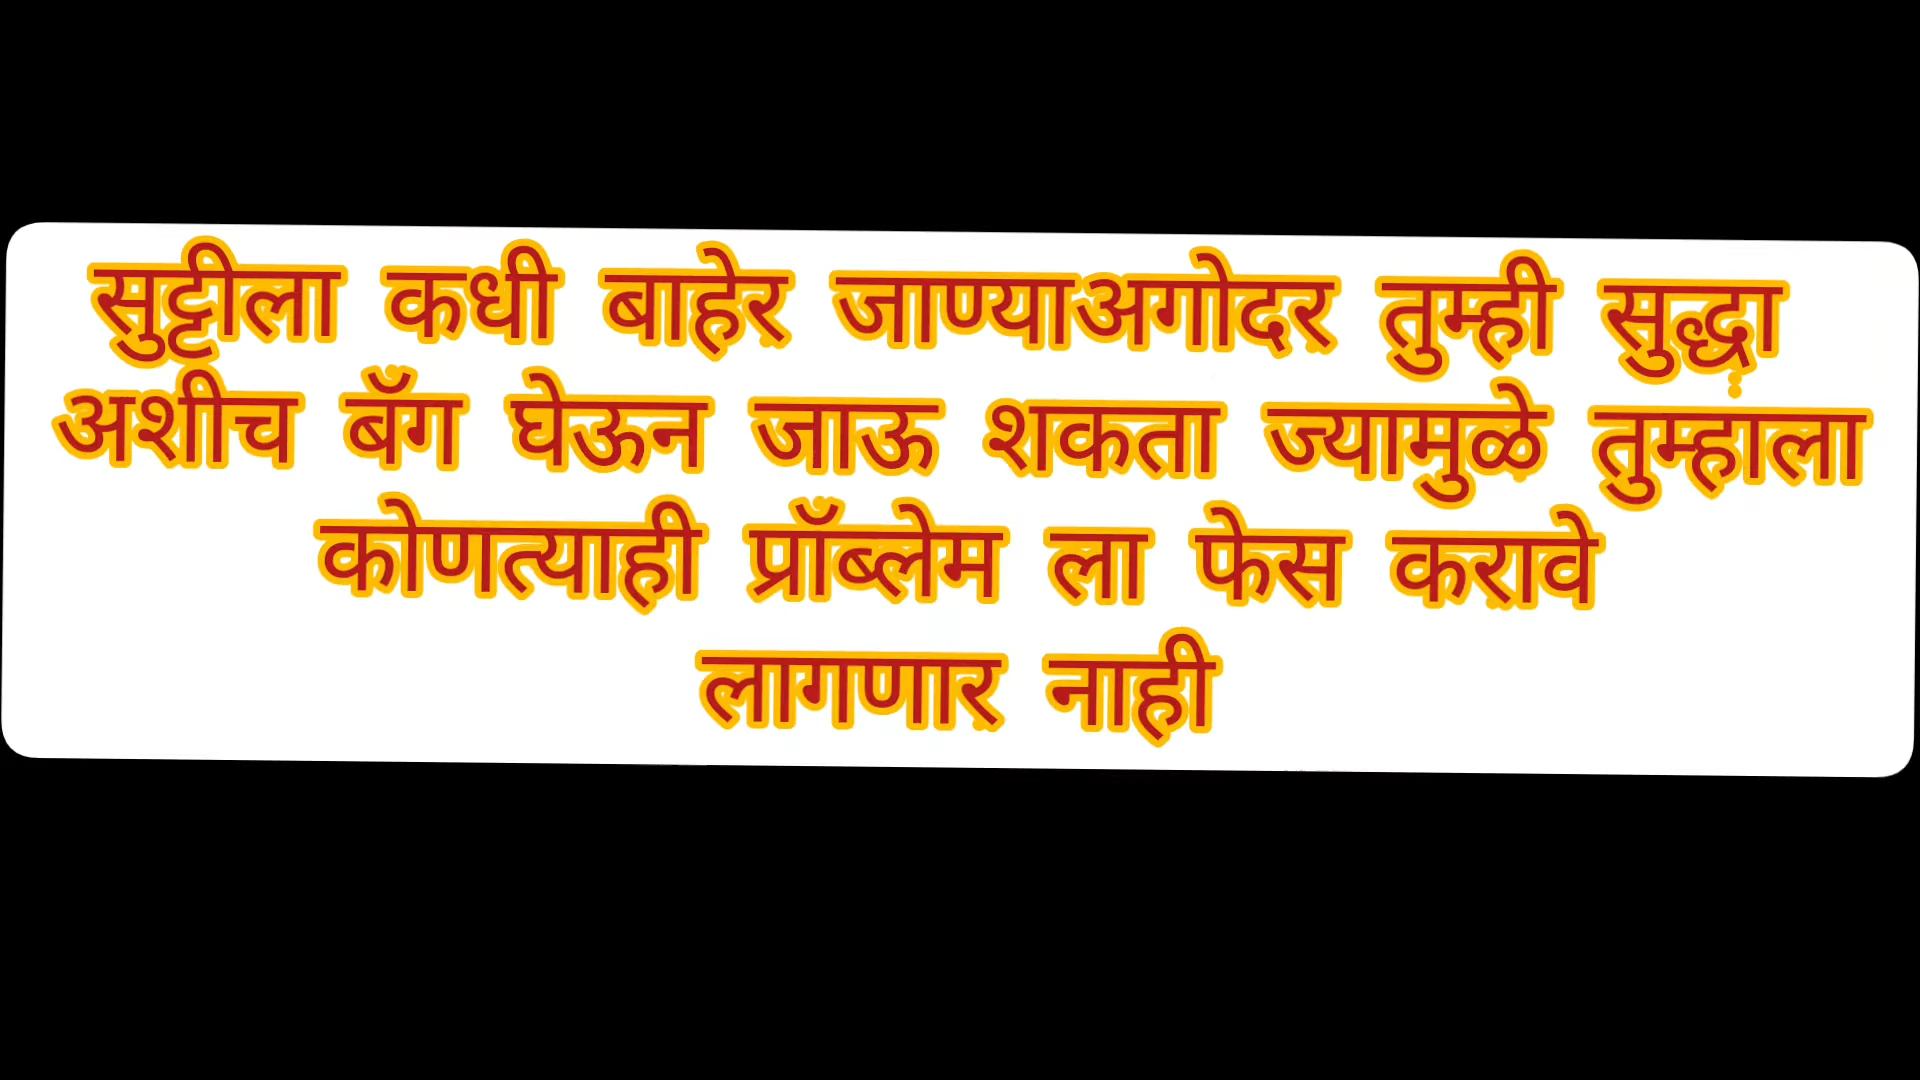 सुट्टीला कधी बाहेर जाण्याअगोदर तुम्ही सुद्धा
अशीच बॅग घेऊन जाऊ शकता ज्यामुळे तुम्हाला
कोणत्याही प्रॉब्लेम ला फेस करावे
लागणार नाही